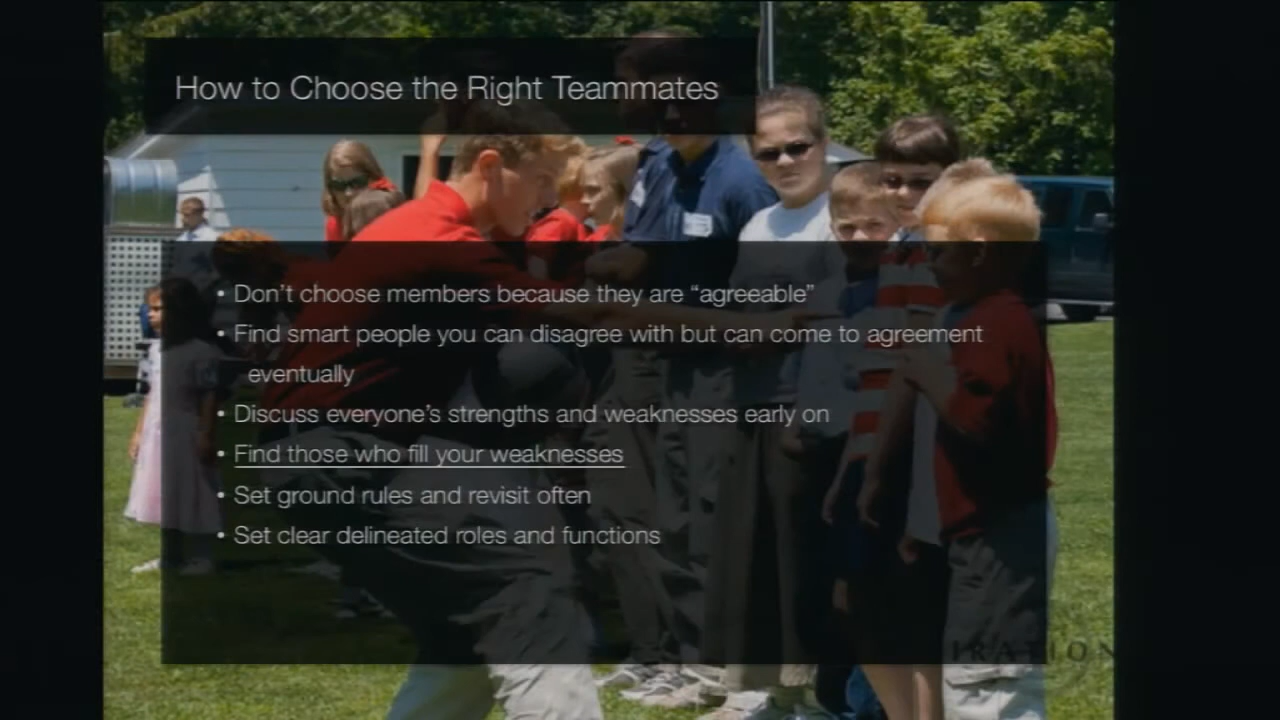 How to Choose the Right Teammates
• Don't choose members because they are “agreeable”
• Find smart people you can disagree with but can come to agreement
eventually
• Discuss everyone's strengths and weaknesses early on
• Find those who fill your weaknesses
• Set ground rules and revisit often
• Set clear delineated roles and functions
IRATION